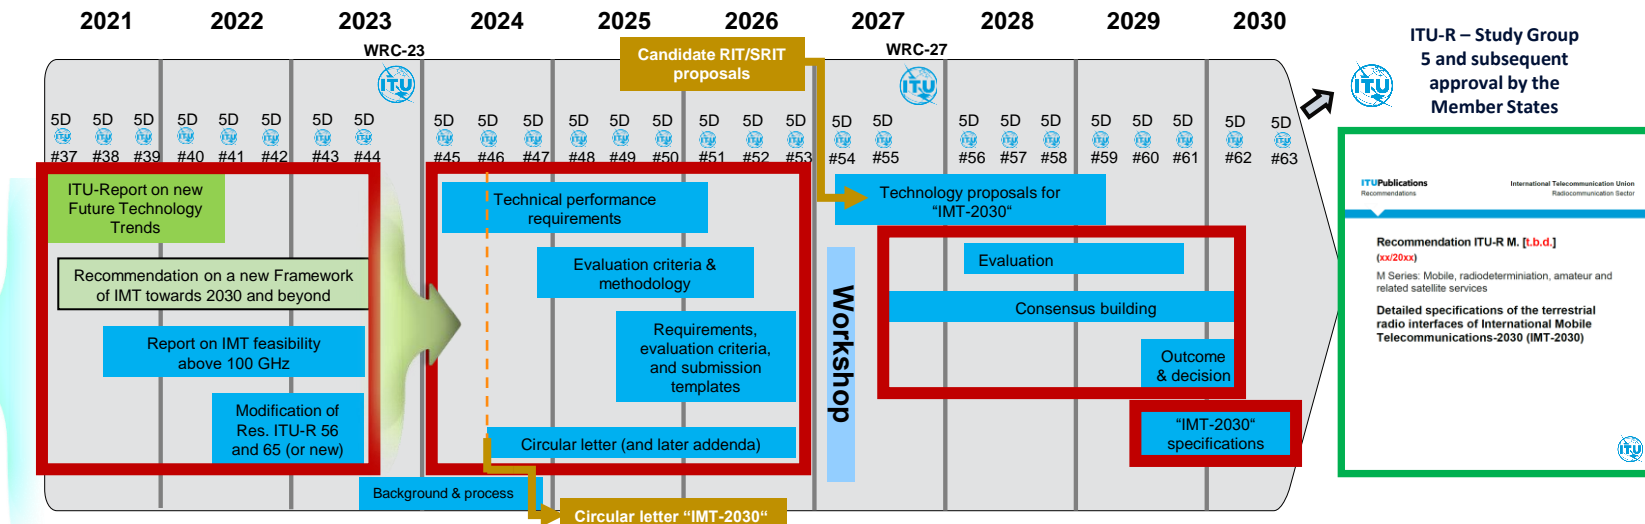 2021 2022 2023 2024 2025 2026 2027 2028 2029 2030
WRC-23
WRC-27
Candidate RIT/SRIT
proposals
ITU-R – Study Group
5 and subsequent
approval by the
Member States
ITU
ITU
ITU
5D 5D 5D 5D 5D 5D 5D 5D 5D 5D 5D 5D 5D 5D 5D 5D 5D 5D 5D 5D 5D 5D 5D 5D 5D 5D 5D
#37 #38 #39 #40 #41 #42 #43 #44 #45 #46 #47 #48 #49 #50 #51 #52 #53 #54 #55 #56 #57 #58 #59 #60 #61 #62 #63
ITU-Report on new
Future Technology
Trends
Recommendation on a new Framework
of IMT towards 2030 and beyond
Report on IMT feasibility
above 100 GHz
Modification of
Res. ITU-R 56
and 65 (or new)
Background & process
Technical performance
requirements
Evaluation criteria &
methodology
Requirements,
evaluation criteria,
and submission
templates
Circular letter (and later addenda)
Circular letter “IMT-2030“
Workshop
Technology proposals for
“IMT-2030“
Evaluation
Consensus building
Outcome
& decision
“IMT-2030“
specifications
ITUPublications
Recommendations
International Telecommunication Union
Radiocommunication Sector
Recommendation ITU-R M. [t.b.d.]
(xx/20xx)
M Series: Mobile, radiodeterminiation, amateur and
related satellite services
Detailed specifications of the terrestrial
radio interfaces of International Mobile
Telecommunications-2030 (IMT-2030)